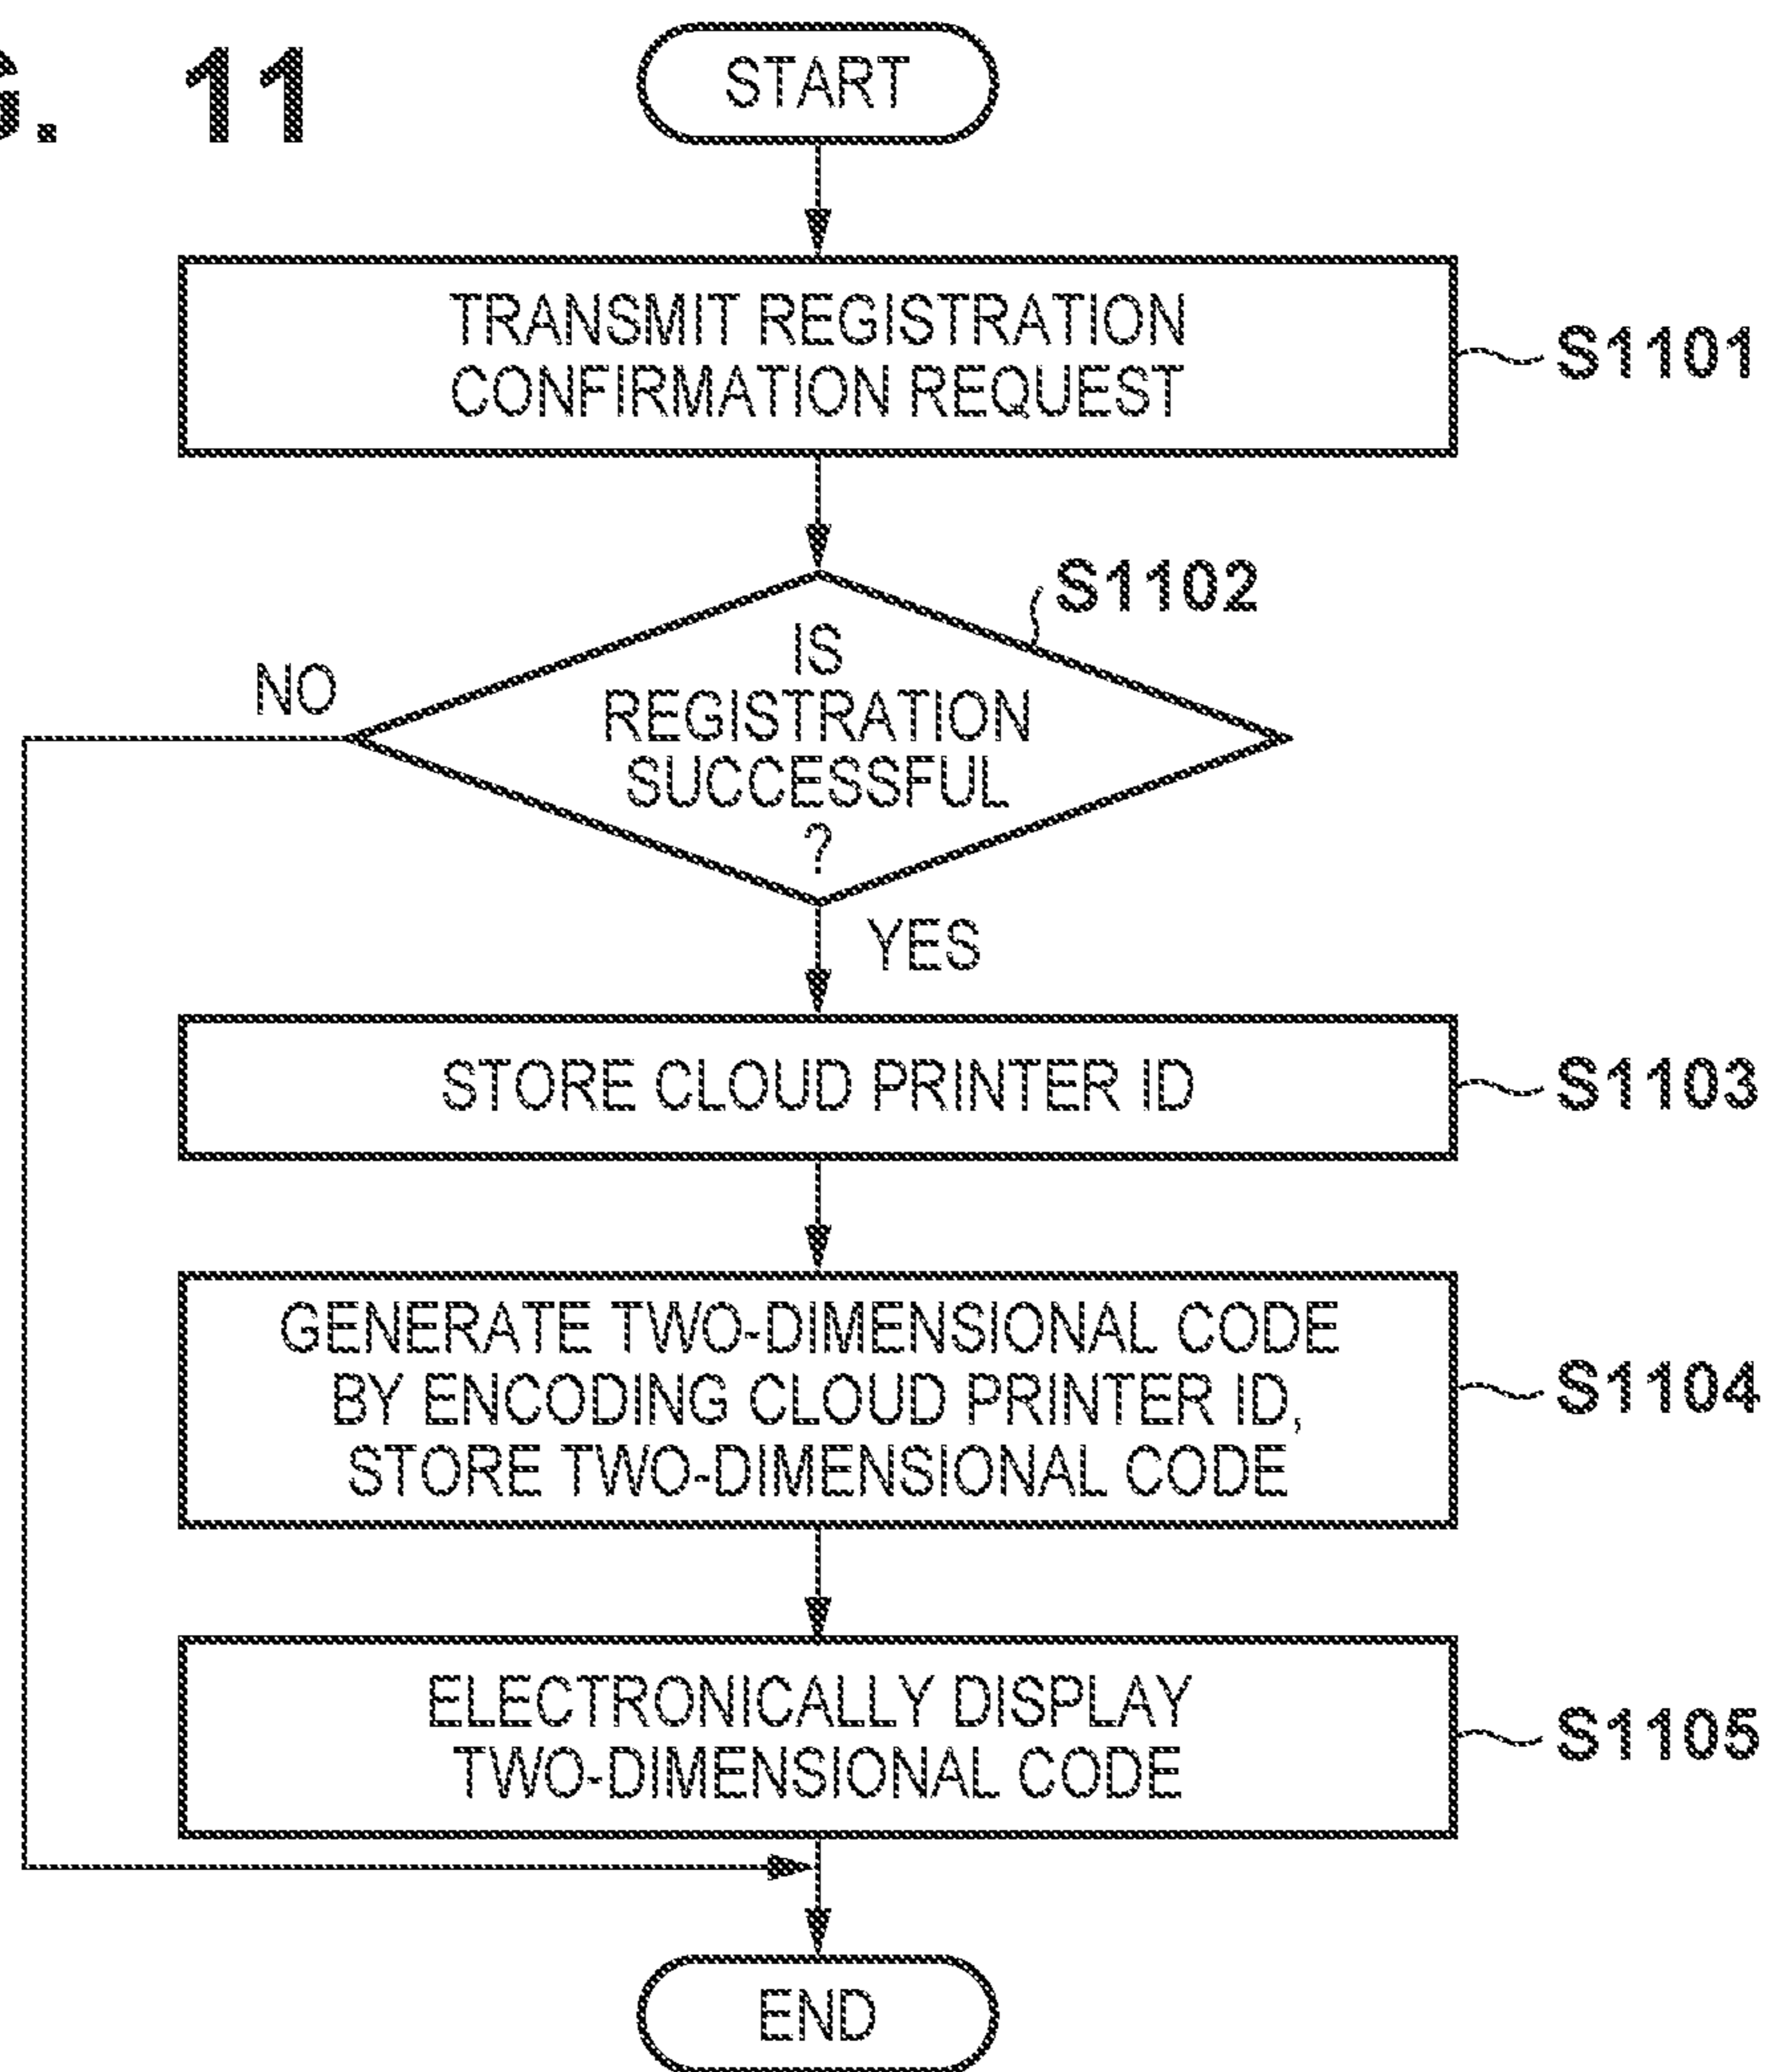 G. 11
START
TRANSMIT REGISTRATION
CONFIRMATION REQUEST
S1101
S1102
IS
REGISTRATION
SUCCESSFUL
?
NO
YES
STORE CLOUD PRINTER ID
S1103
GENERATE TWO-DIMENSIONAL CODE
BY ENCODING CLOUD PRINTER ID,
STORE TWO-DIMENSIONAL CODE
S1104
ELECTRONICALLY DISPLAY
TWO-DIMENSIONAL CODE
S1105
END